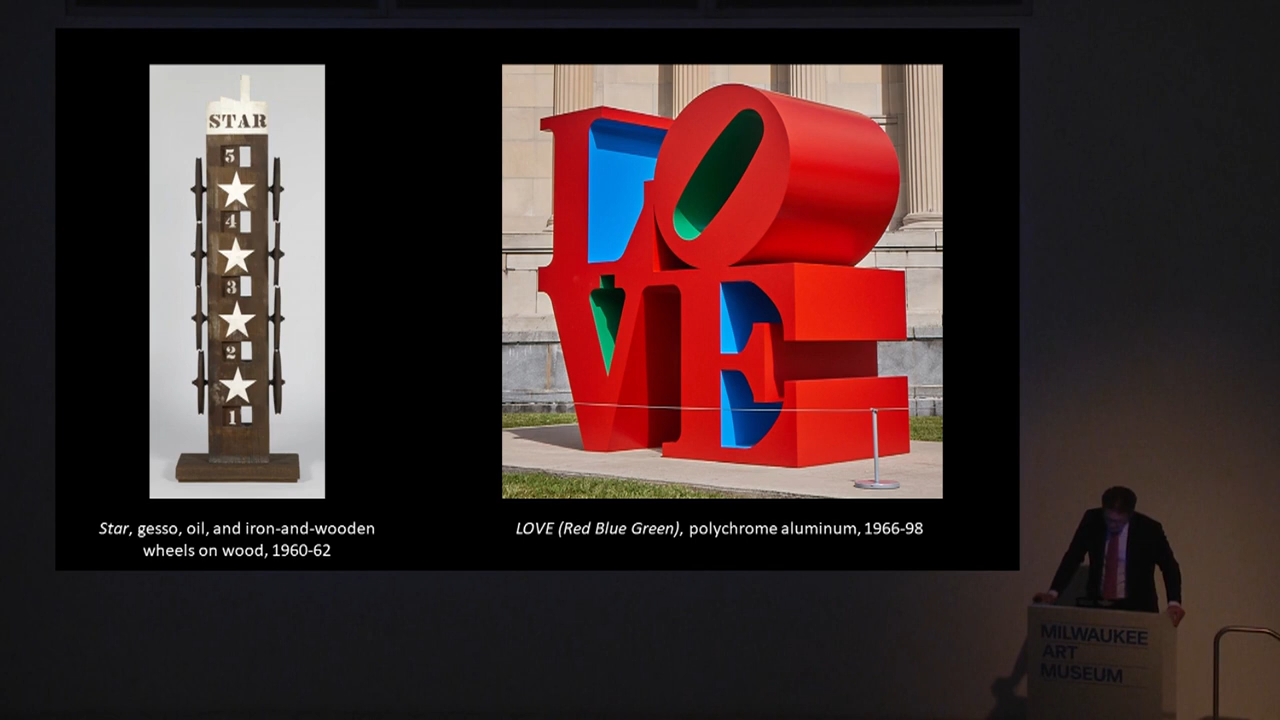 STAR
5
4
3
2
1
LOVE
Star, gesso, oil, and iron-and-wooden
wheels on wood, 1960-62
LOVE (Red Blue Green), polychrome aluminum, 1966-98
MILWAUKEE
ART
MUSEUM